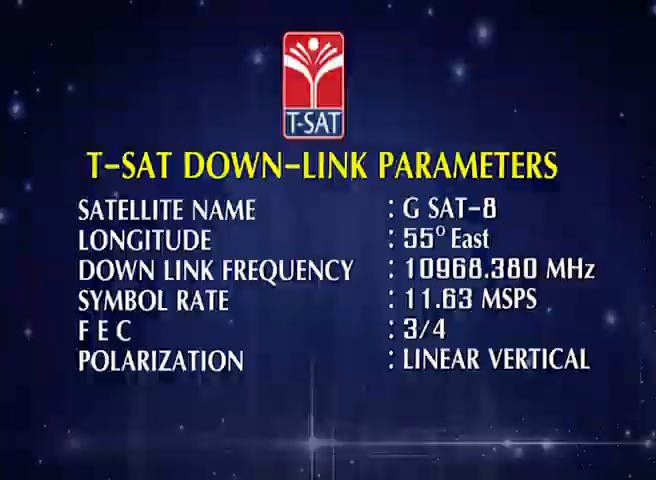 T-SAT
T-SAT DOWN-LINK PARAMETERS
SATELLITE NAME : G SAT-8
LONGITUDE : 55° East
DOWN LINK FREQUENCY : 10968.380 MHz
SYMBOL RATE : 11.63 MSPS
F E C : 3/4
POLARIZATION : LINEAR VERTICAL